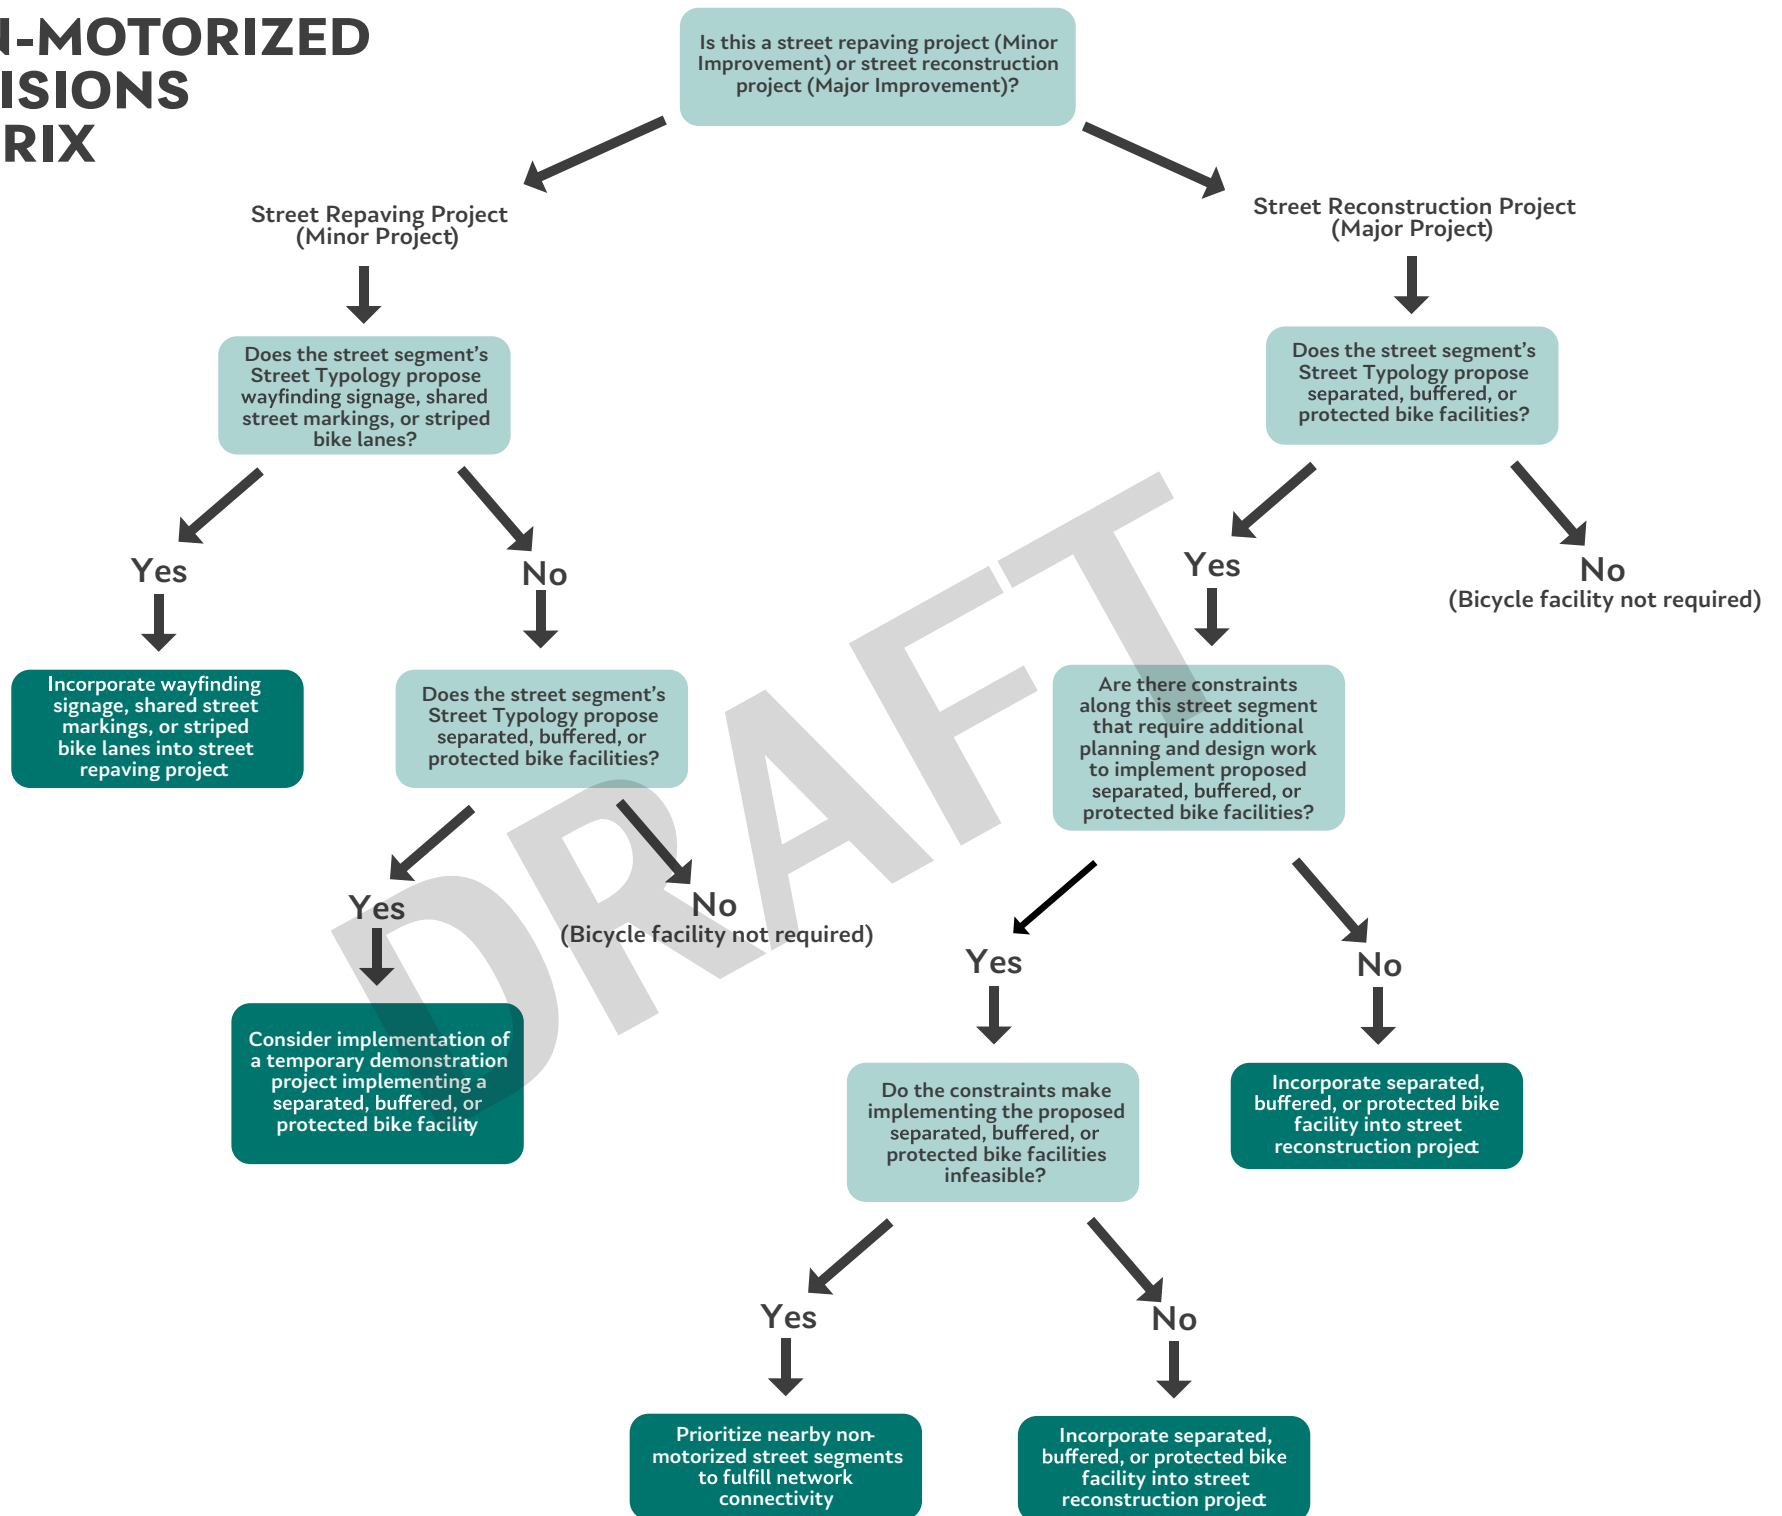 N-MOTORIZED
ISIONS
RIX
Is this a street repaving project (Minor
Improvement) or street reconstruction
project (Major Improvement)?
Street Repaving Project
(Minor Project)
Street Reconstruction Project
(Major Project)
Does the street segment's
Street Typology propose
wayfinding signage, shared
street markings, or striped
bike lanes?
Does the street segment's
Street Typology propose
separated, buffered, or
protected bike facilities?
Yes
No
Yes
No
(Bicycle facility not required)
Incorporate wayfinding
signage, shared street
markings, or striped
bike lanes into street
repaving project
Does the street segment's
Street Typology propose
separated, buffered, or
protected bike facilities?
Are there constraints
along this street segment
that require additional
planning and design work
to implement proposed
separated, buffered, or
protected bike facilities?
Yes
No
(Bicycle facility not required)
Yes
No
Consider implementation of
a temporary demonstration
project implementing a
separated, buffered, or
protected bike facility
Do the constraints make
implementing the proposed
separated, buffered, or
protected bike facilities
infeasible?
Incorporate separated,
buffered, or protected bike
facility into street
reconstruction project
Yes
No
Prioritize nearby non-
motorized street segments
to fulfill network
connectivity
Incorporate separated,
buffered, or protected bike
facility into street
reconstruction project
DRAFT